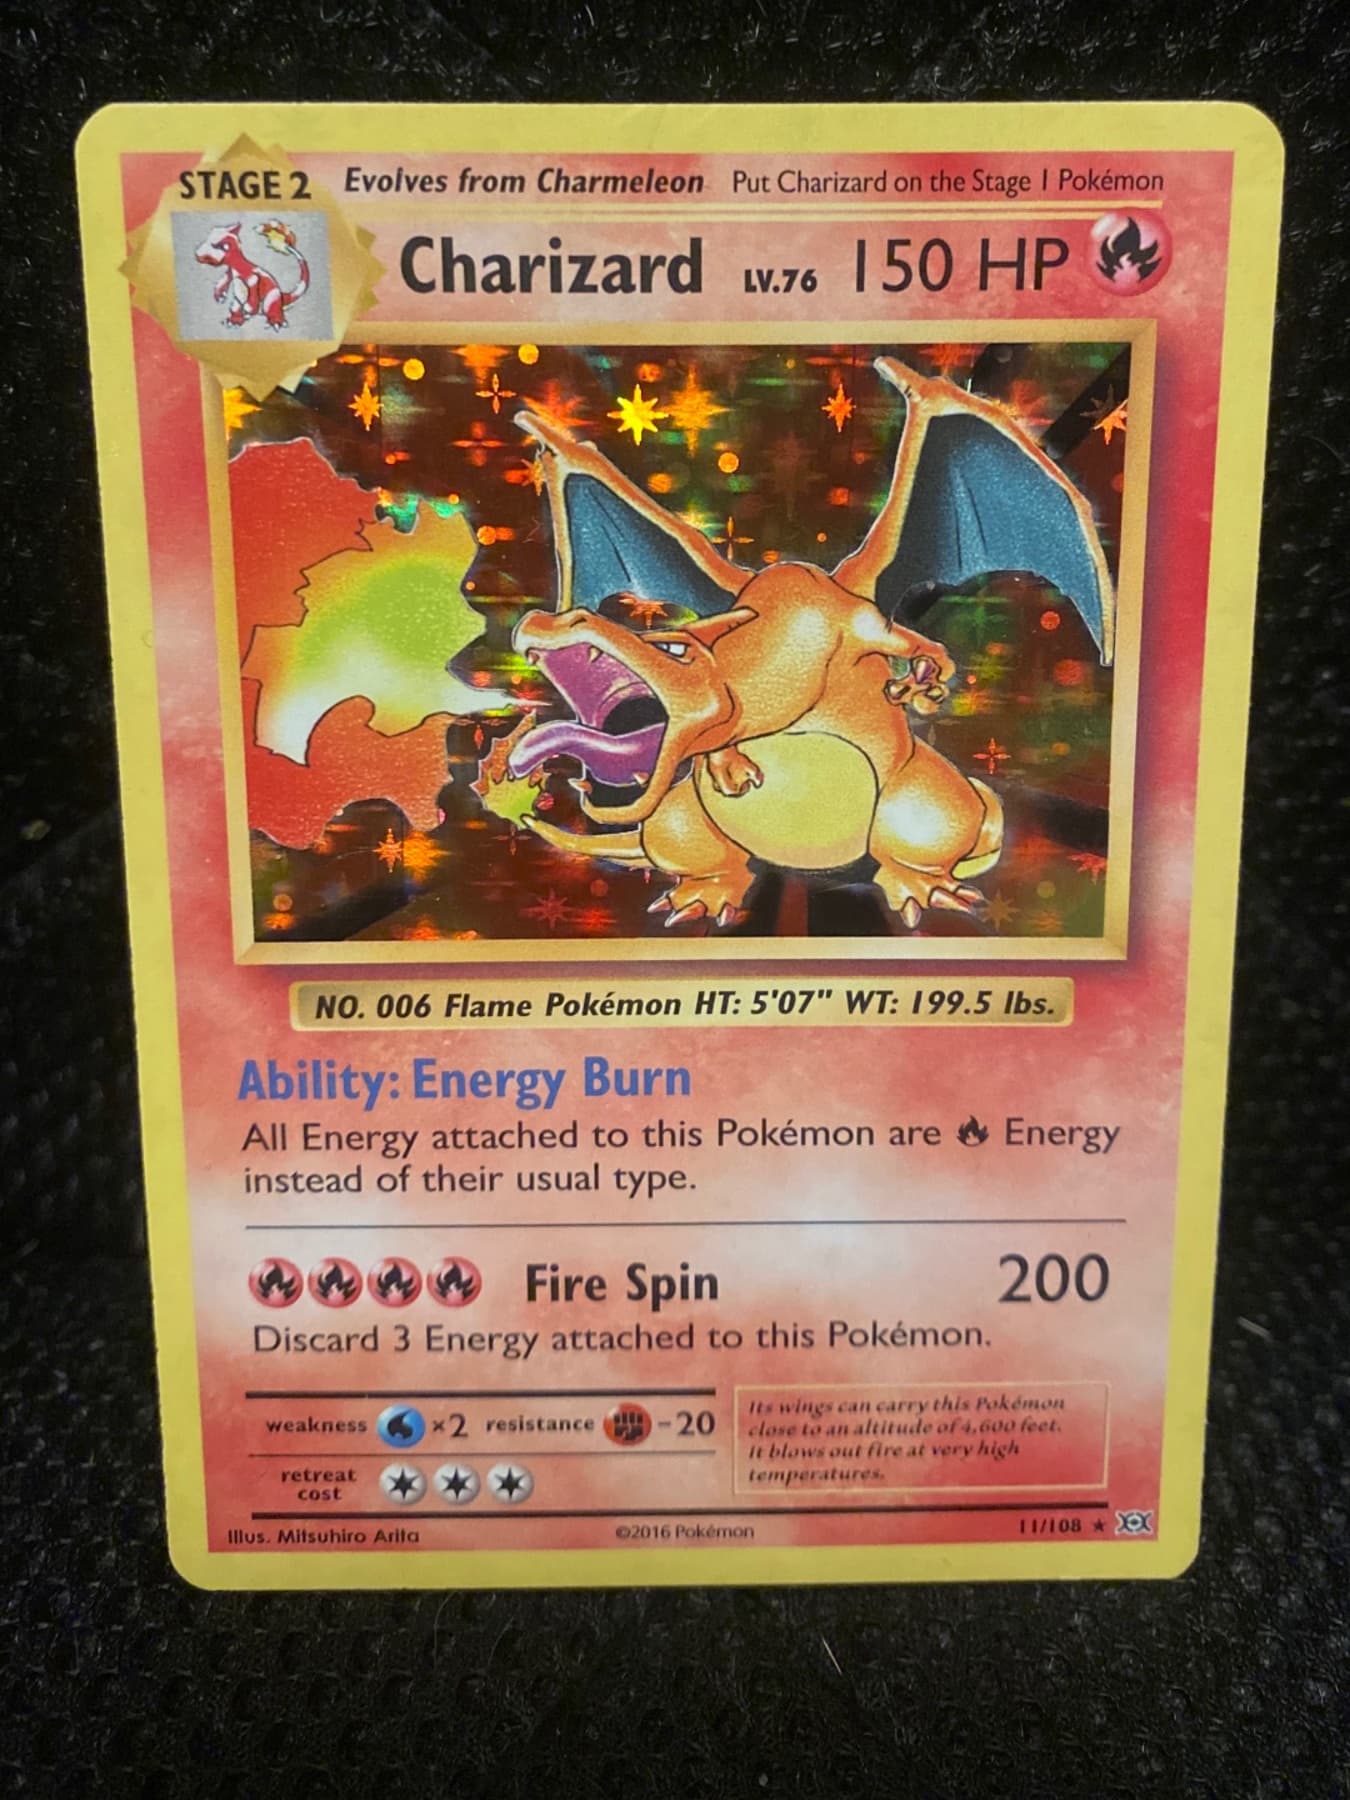 STAGE 2 Evolves from Charmeleon Put Charizard on the Stage 1 Pokémon
Charizard LV.76 150 HP
NO. 006 Flame Pokémon HT: 5'07" WT: 199.5 lbs.
Ability: Energy Burn
All Energy attached to this Pokémon are Energy
instead of their usual type.
Fire Spin 200
Discard 3 Energy attached to this Pokémon.
weakness ×2 resistance -20
retreat
cost
Its wings can carry this Pokémon
close to an altitude of 4,600 feet.
It blows out fire at very high
temperatures.
Illus. Mitsuhiro Arita ©2016 Pokémon 11/108 ★